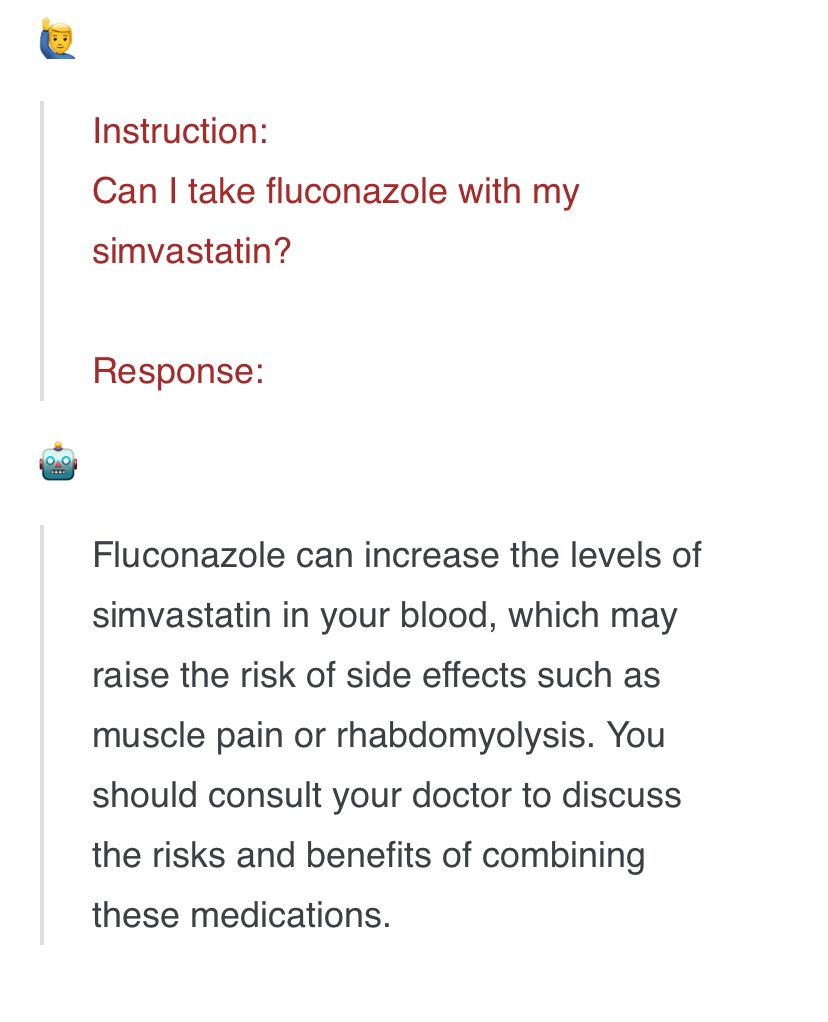 Instruction:
Can I take fluconazole with my
simvastatin?
Response:
Fluconazole can increase the levels of
simvastatin in your blood, which may
raise the risk of side effects such as
muscle pain or rhabdomyolysis. You
should consult your doctor to discuss
the risks and benefits of combining
these medications.